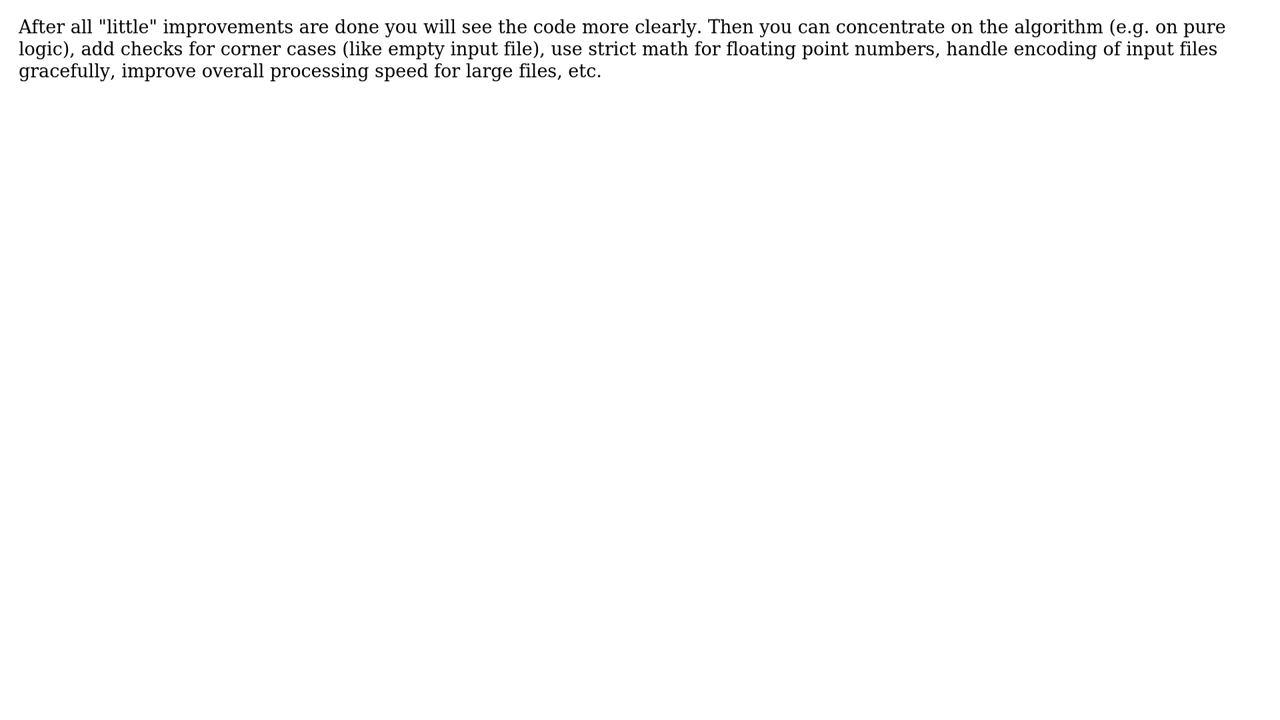 After all "little" improvements are done you will see the code more clearly. Then you can concentrate on the algorithm (e.g. on pure
logic), add checks for corner cases (like empty input file), use strict math for floating point numbers, handle encoding of input files
gracefully, improve overall processing speed for large files, etc.